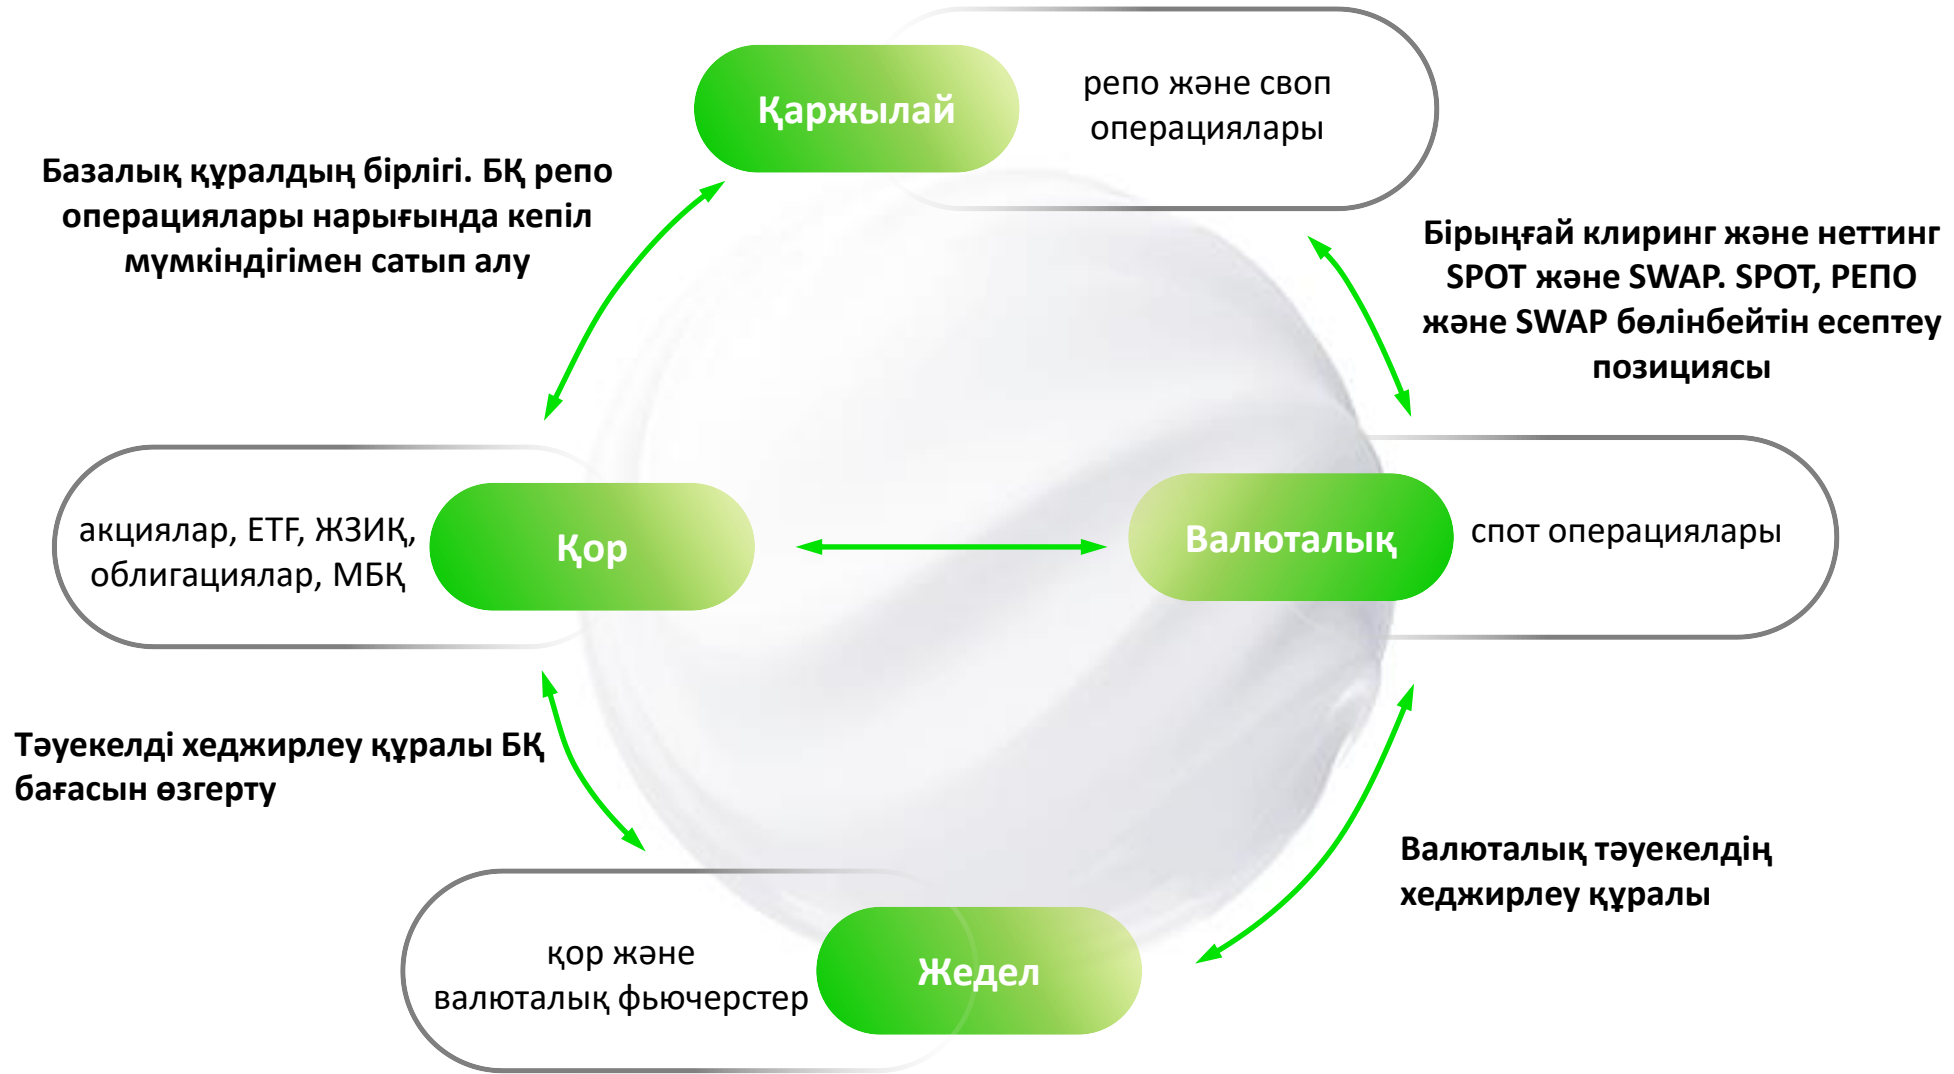 Қаржылай
репо және своп
операциялары
Базалық құралдың бірлігі. БҚ репо
операциялары нарығында кепіл
мүмкіндігімен сатып алу
Бірыңғай клиринг және неттинг
SPOT және SWAP. SPOT, РЕПО
және SWAP бөлінбейтін есептеу
позициясы
акциялар, ETF, ЖЗИҚ,
облигациялар, МБҚ
Қор
Валюталық
спот операциялары
Тәуекелді хеджирлеу құралы БҚ
бағасын өзгерту
Валюталық тәуекелдің
хеджирлеу құралы
қор және
валюталық фьючерстер
Жедел